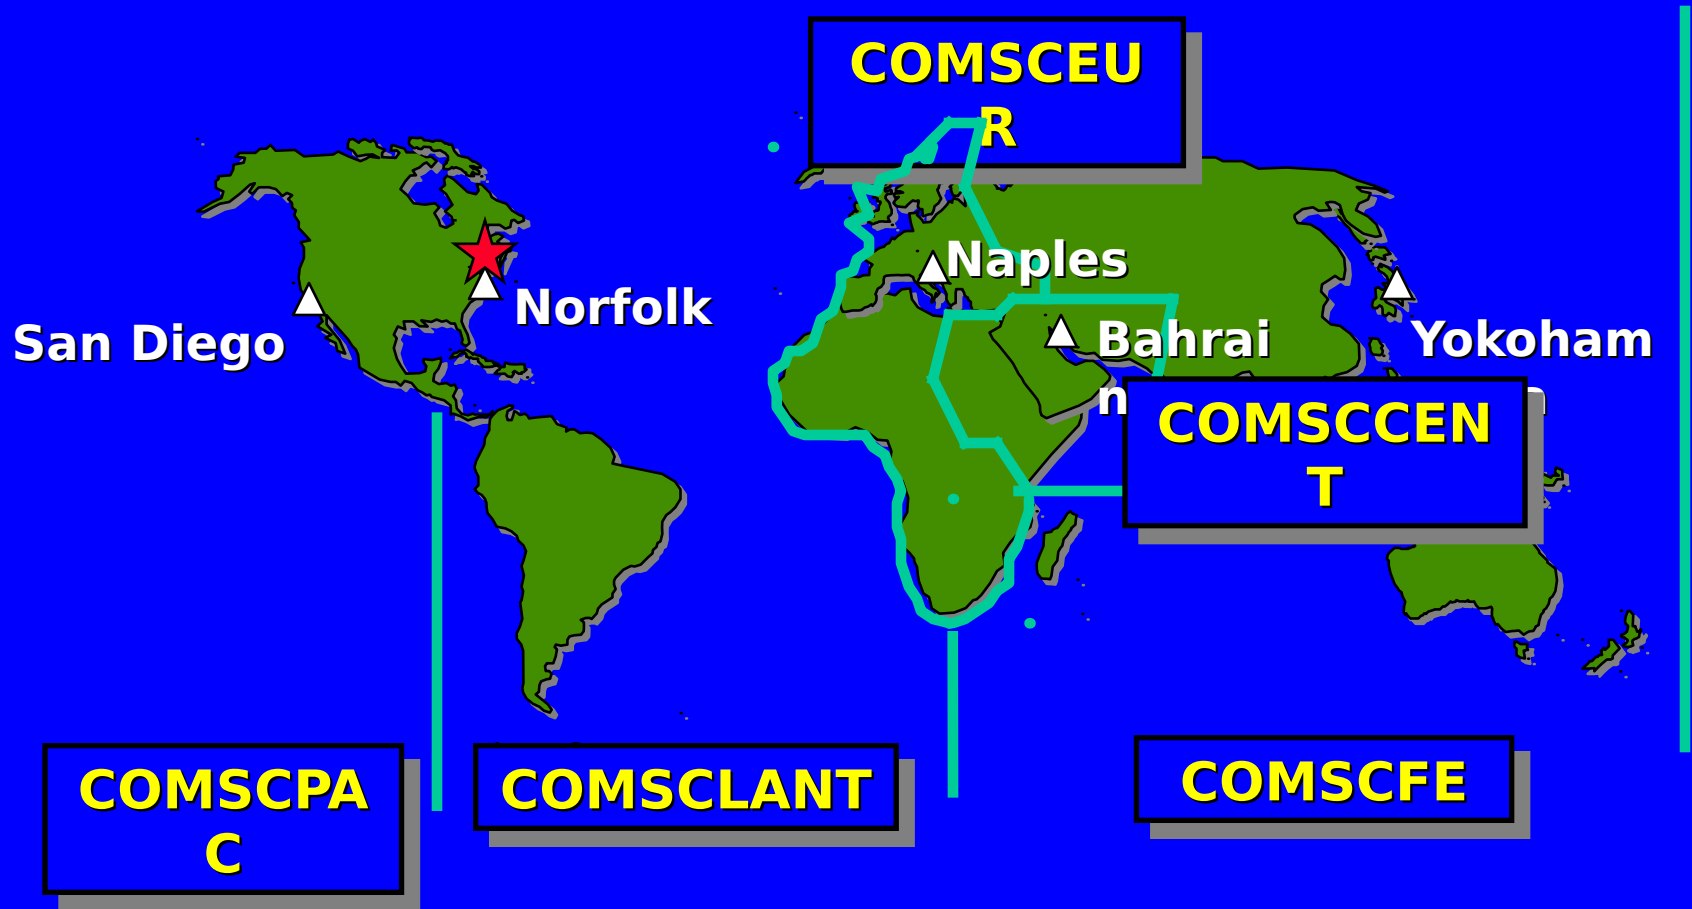 COMSCEU
R
Naples
Norfolk
San Diego
Bahrai
n
Yokoham
a
COMSCCEN
T
COMSCPA
C
COMSCLANT
COMSCFE